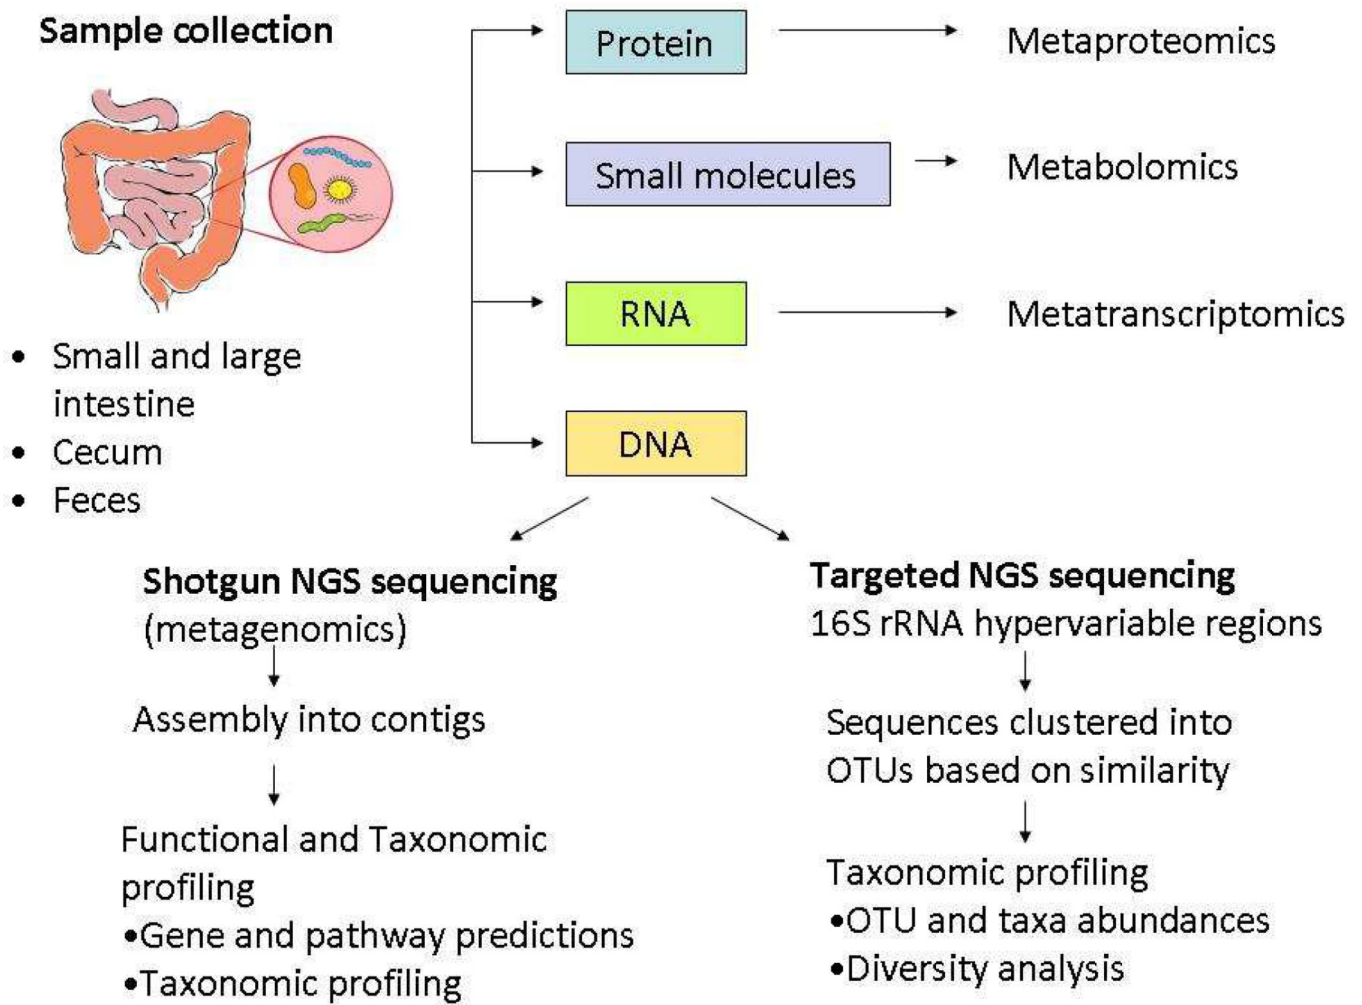 Sample collection
• Small and large
intestine
• Cecum
• Feces
Protein
Metaproteomics
Small molecules
Metabolomics
RNA
Metatranscriptomics
DNA
Shotgun NGS sequencing
(metagenomics)
Assembly into contigs
Functional and Taxonomic
profiling
•Gene and pathway predictions
•Taxonomic profiling
Targeted NGS sequencing
16S rRNA hypervariable regions
Sequences clustered into
OTUs based on similarity
Taxonomic profiling
•OTU and taxa abundances
•Diversity analysis